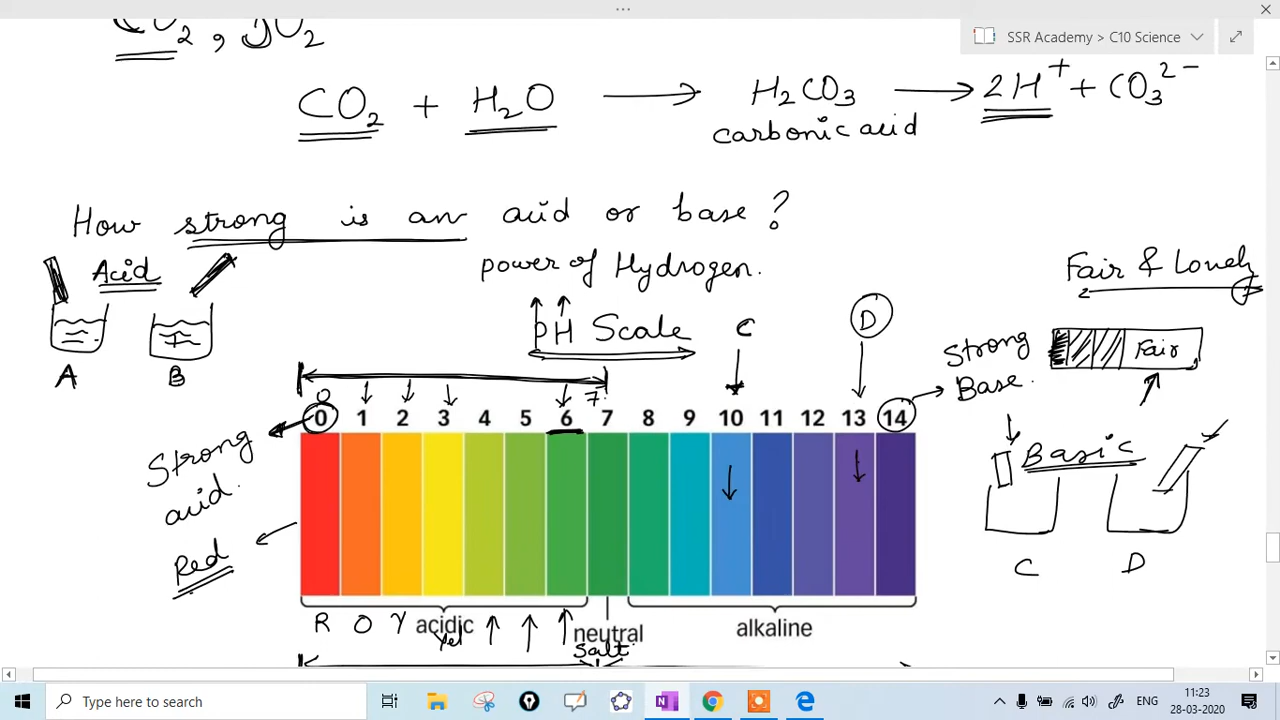 SSR Academy > C10 Science
CO2 + H2O → H2CO3 → 2H+ + CO3 2-
carbonic acid
How strong is an acid or base?
Acid
power of Hydrogen.
Fair & Lovely
pH Scale
C
D
Strong
Base.
Fair
A
B
0
7
0 1 2 3 4 5 6 7 8 9 10 11 12 13 14
Strong
acid.
Basic
Red
C
D
R O Y
acidic
yel
neutral
alkaline
Salt
Type here to search
ENG
11:23
28-03-2020